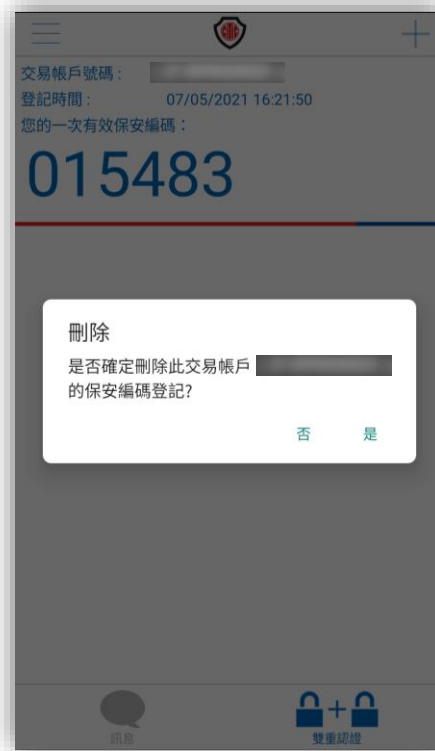 交易帳戶號碼：
登記時間： 07/05/2021 16:21:50
您的一次有效保安編碼：
015483
刪除
是否確定刪除此交易帳戶
的保安編碼登記?
否 是
訊息 雙重認證